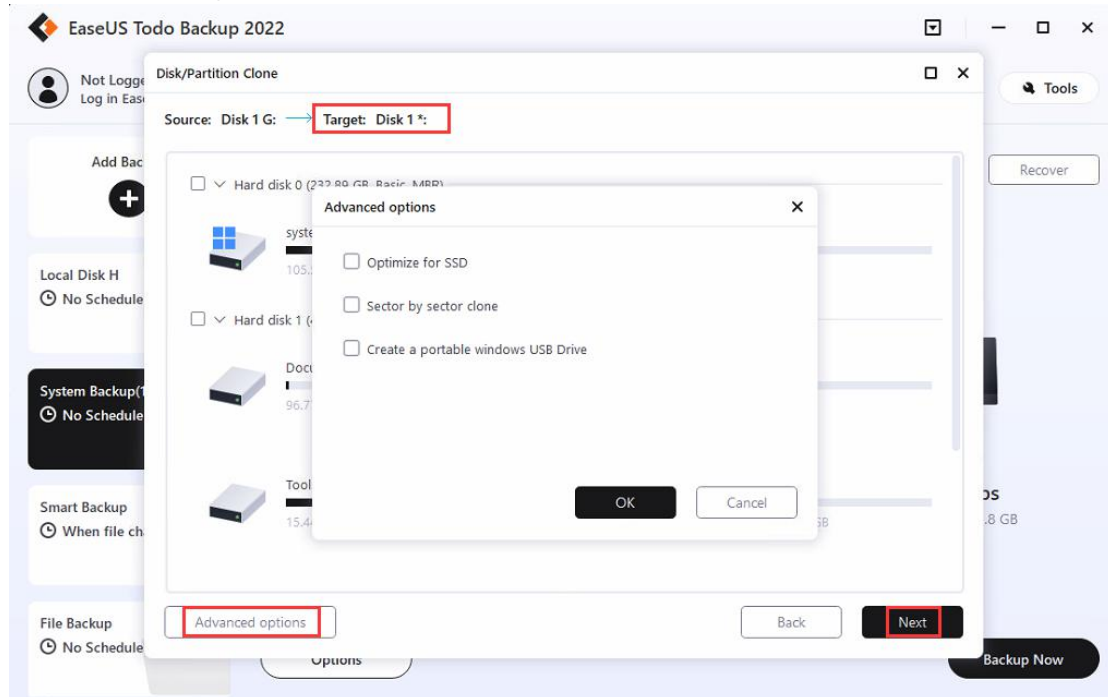 EaseUS Todo Backup 2022
Not Logge
Log in Eas
Tools
Disk/Partition Clone
Source: Disk 1 G:
Target: Disk 1 *:
Add Bac
Recover
Hard disk 0 (232.89 GB, Basic, MBR)
syste
105.
Advanced options
Optimize for SSD
Sector by sector clone
Create a portable windows USB Drive
OK
Cancel
Local Disk H
No Schedule
Hard disk 1 (
Docu
96.7
System Backup(1
No Schedule
Tool
15.4
GB
Smart Backup
When file ch
.8 GB
File Backup
No Schedule
Advanced options
Back
Next
Options
Backup Now